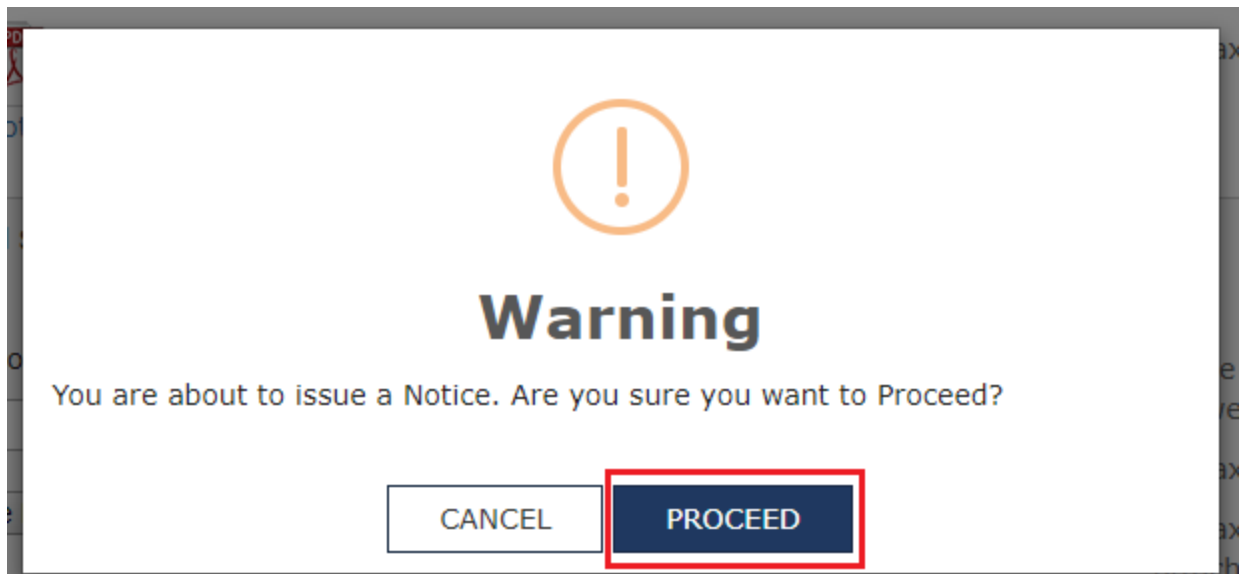 Warning
You are about to issue a Notice. Are you sure you want to Proceed?
CANCEL
PROCEED